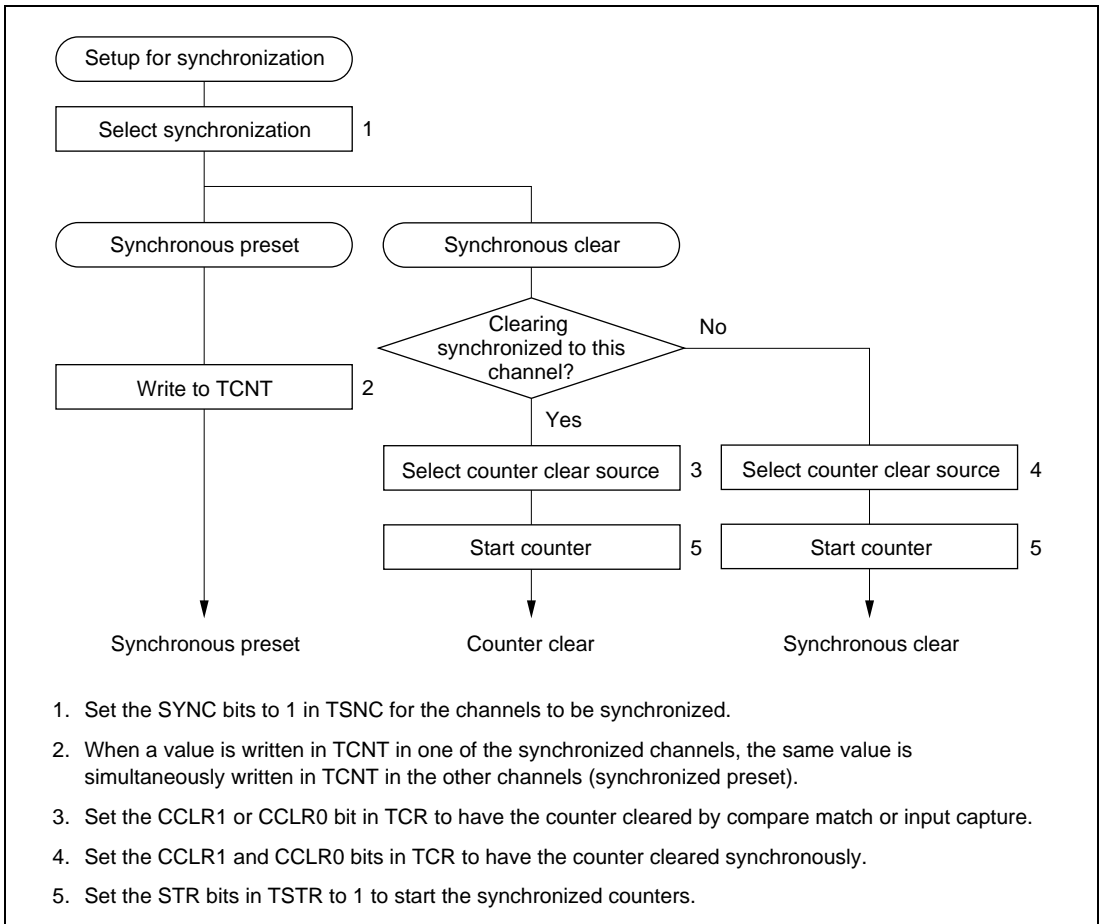 Setup for synchronization
Select synchronization 1
Synchronous preset
Synchronous clear
Clearing
synchronized to this
channel?
No
Write to TCNT 2
Yes
Select counter clear source 3
Select counter clear source 4
Start counter 5
Start counter 5
Synchronous preset
Counter clear
Synchronous clear
1. Set the SYNC bits to 1 in TSNC for the channels to be synchronized.
2. When a value is written in TCNT in one of the synchronized channels, the same value is
simultaneously written in TCNT in the other channels (synchronized preset).
3. Set the CCLR1 or CCLR0 bit in TCR to have the counter cleared by compare match or input capture.
4. Set the CCLR1 and CCLR0 bits in TCR to have the counter cleared synchronously.
5. Set the STR bits in TSTR to 1 to start the synchronized counters.